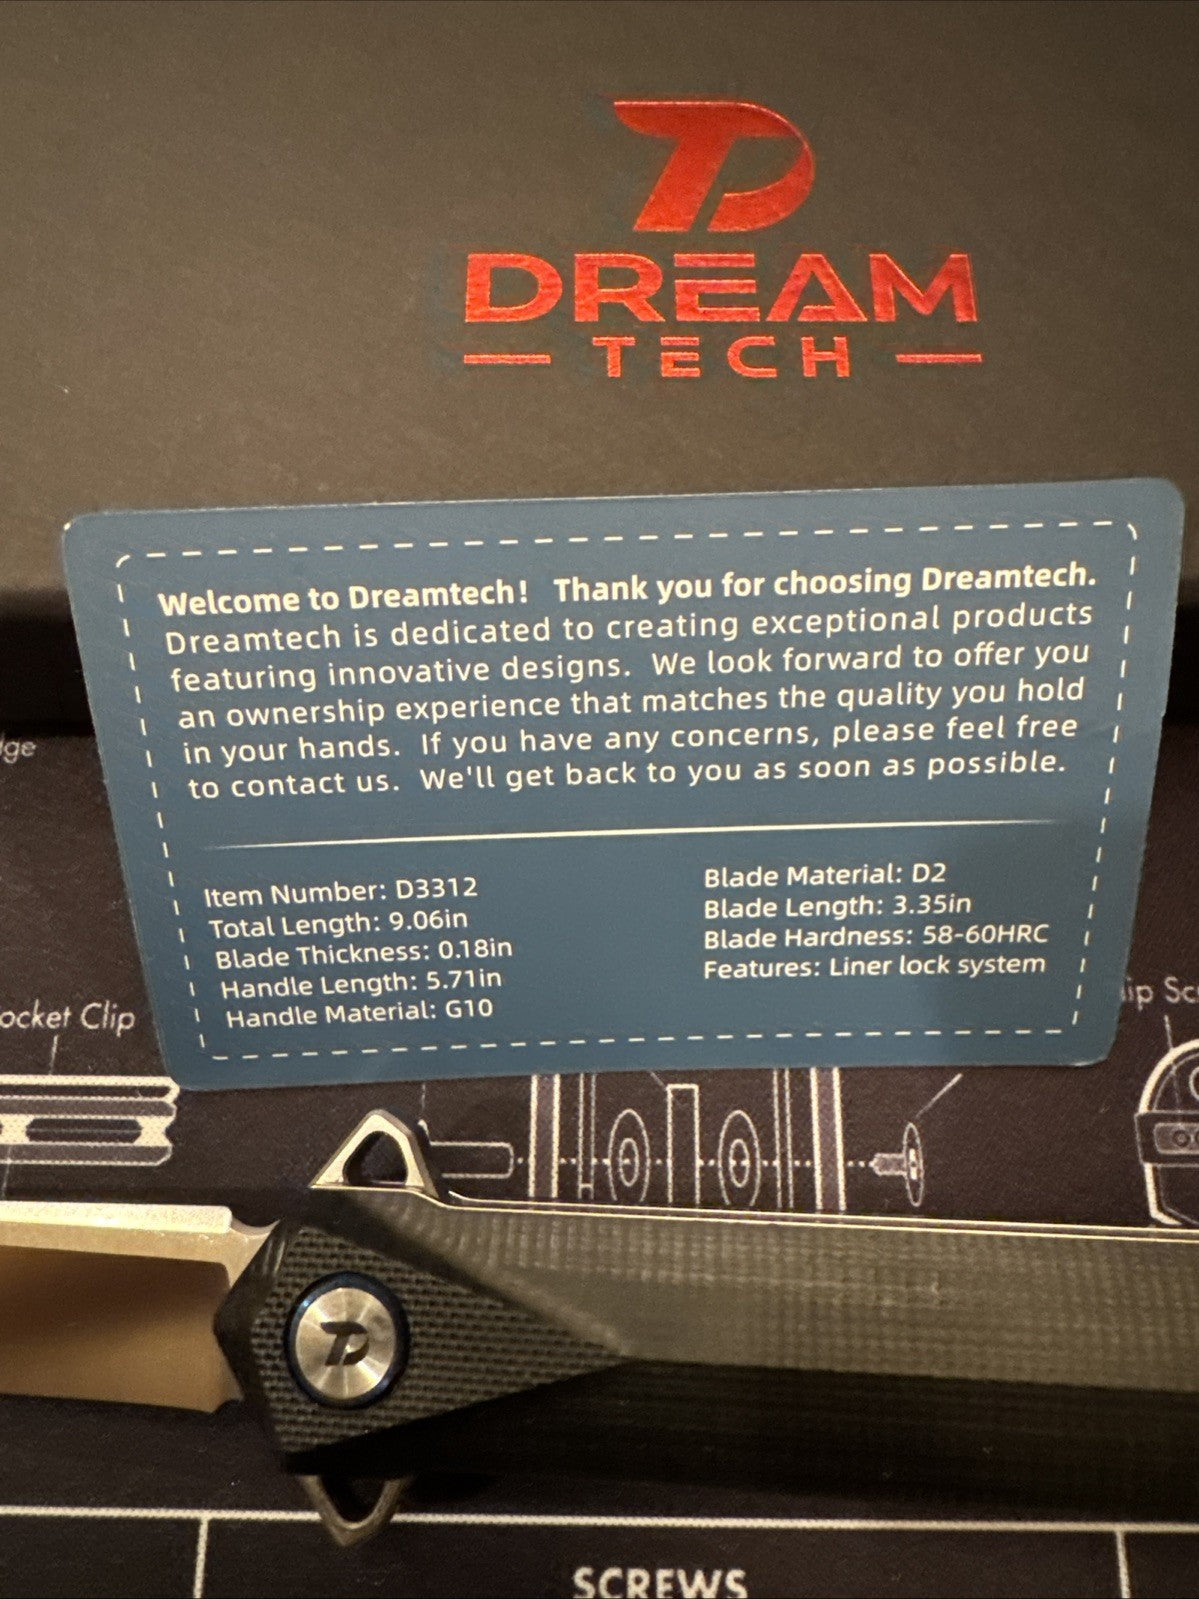 DREAM
TECH
Welcome to Dreamtech! Thank you for choosing Dreamtech.
Dreamtech is dedicated to creating exceptional products
featuring innovative designs. We look forward to offer you
an ownership experience that matches the quality you hold
in your hands. If you have any concerns, please feel free
to contact us. We'll get back to you as soon as possible.
Item Number: D3312
Total Length: 9.06in
Blade Thickness: 0.18in
Handle Length: 5.71in
Handle Material: G10
Blade Material: D2
Blade Length: 3.35in
Blade Hardness: 58-60HRC
Features: Liner lock system
ocket Clip
SCREWS